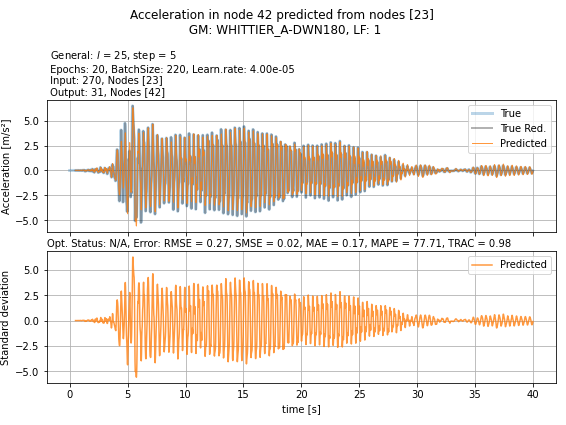 Acceleration in node 42 predicted from nodes [23]
GM: WHITTIER_A-DWN180, LF: 1
General: l = 25, step = 5
Epochs: 20, BatchSize: 220, Learn.rate: 4.00e-05
Input: 270, Nodes [23]
Output: 31, Nodes [42]
Acceleration [m/s²]
5.0
2.5
0.0
−2.5
−5.0
True
True Red.
Predicted
Opt. Status: N/A, Error: RMSE = 0.27, SMSE = 0.02, MAE = 0.17, MAPE = 77.71, TRAC = 0.98
Standard deviation
5.0
2.5
0.0
−2.5
−5.0
Predicted
0 5 10 15 20 25 30 35 40
time [s]